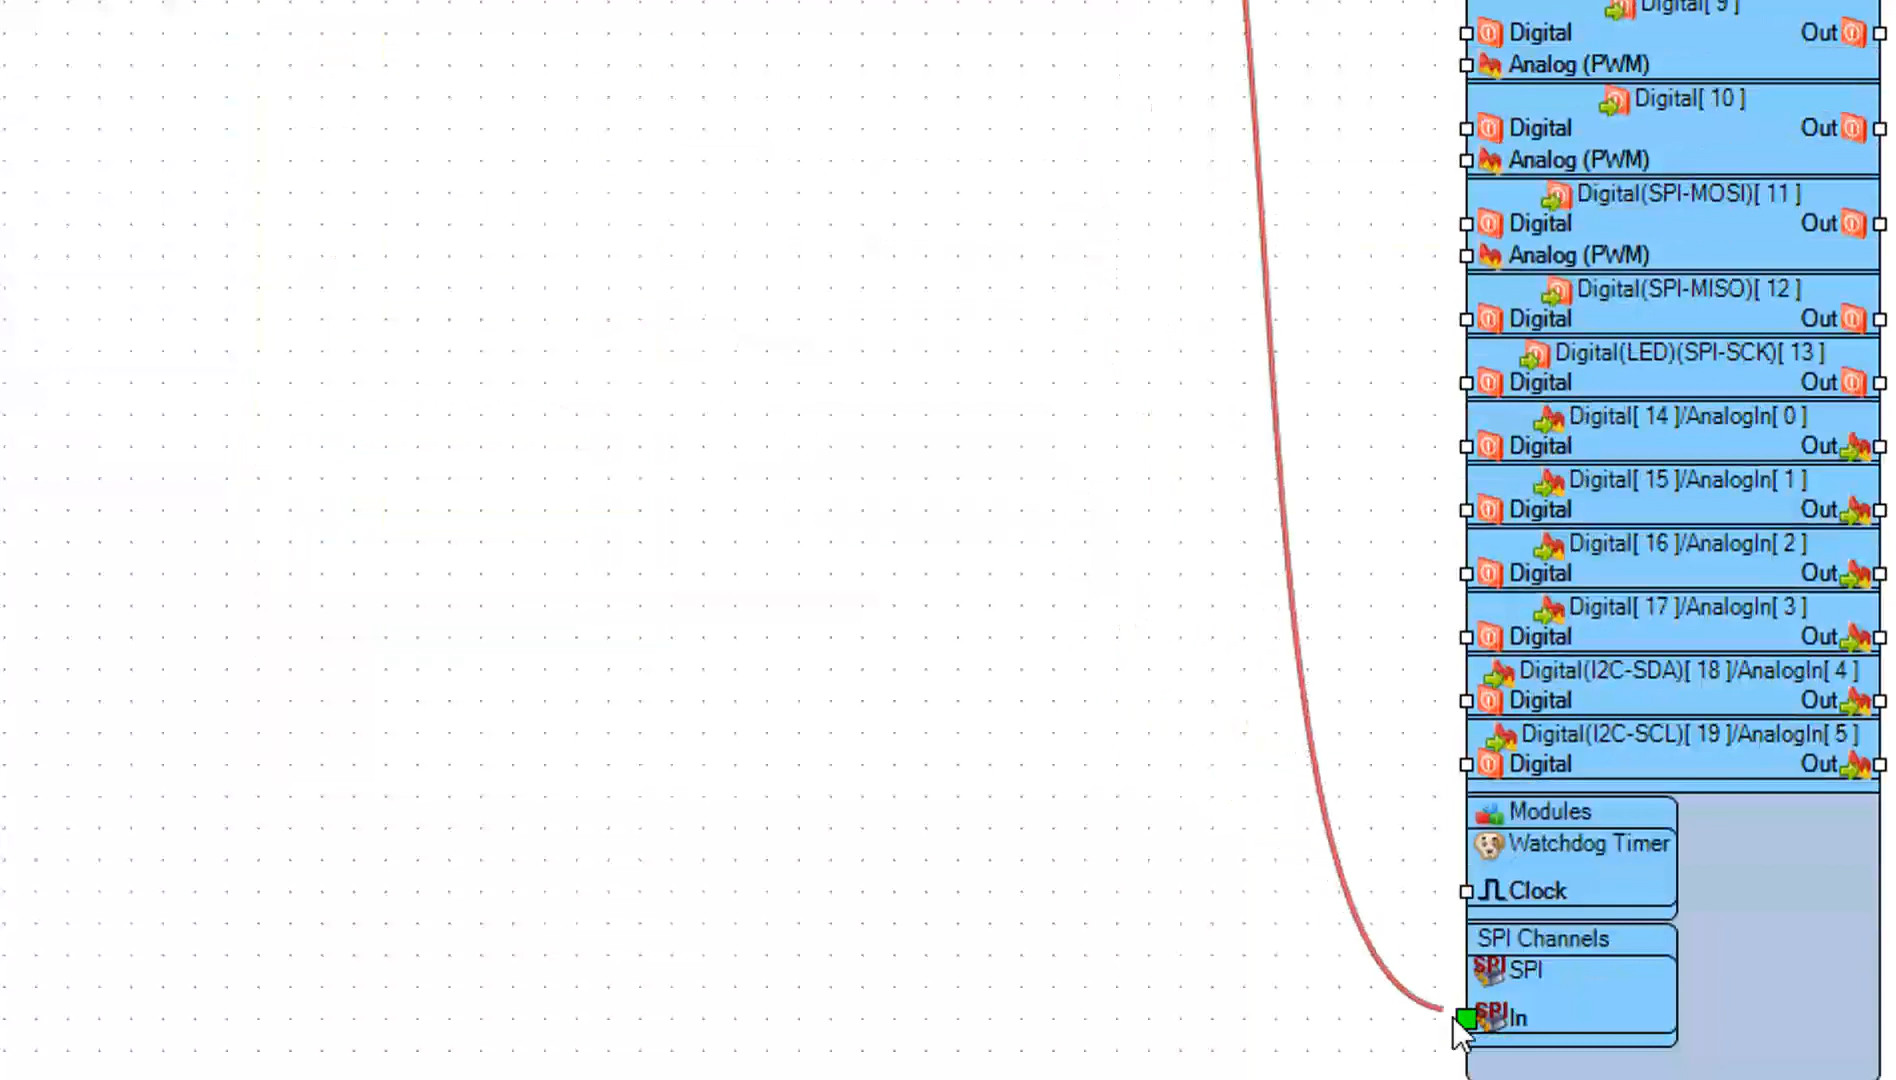 Digital[ 9 ]
Digital Out
Analog (PWM)
Digital[ 10 ]
Digital Out
Analog (PWM)
Digital(SPI-MOSI)[ 11 ]
Digital Out
Analog (PWM)
Digital(SPI-MISO)[ 12 ]
Digital Out
Digital(LED)(SPI-SCK)[ 13 ]
Digital Out
Digital[ 14 ]/AnalogIn[ 0 ]
Digital Out
Digital[ 15 ]/AnalogIn[ 1 ]
Digital Out
Digital[ 16 ]/AnalogIn[ 2 ]
Digital Out
Digital[ 17 ]/AnalogIn[ 3 ]
Digital Out
Digital(I2C-SDA)[ 18 ]/AnalogIn[ 4 ]
Digital Out
Digital(I2C-SCL)[ 19 ]/AnalogIn[ 5 ]
Digital Out
Modules
Watchdog Timer
Clock
SPI Channels
SPI SPI
SPI In